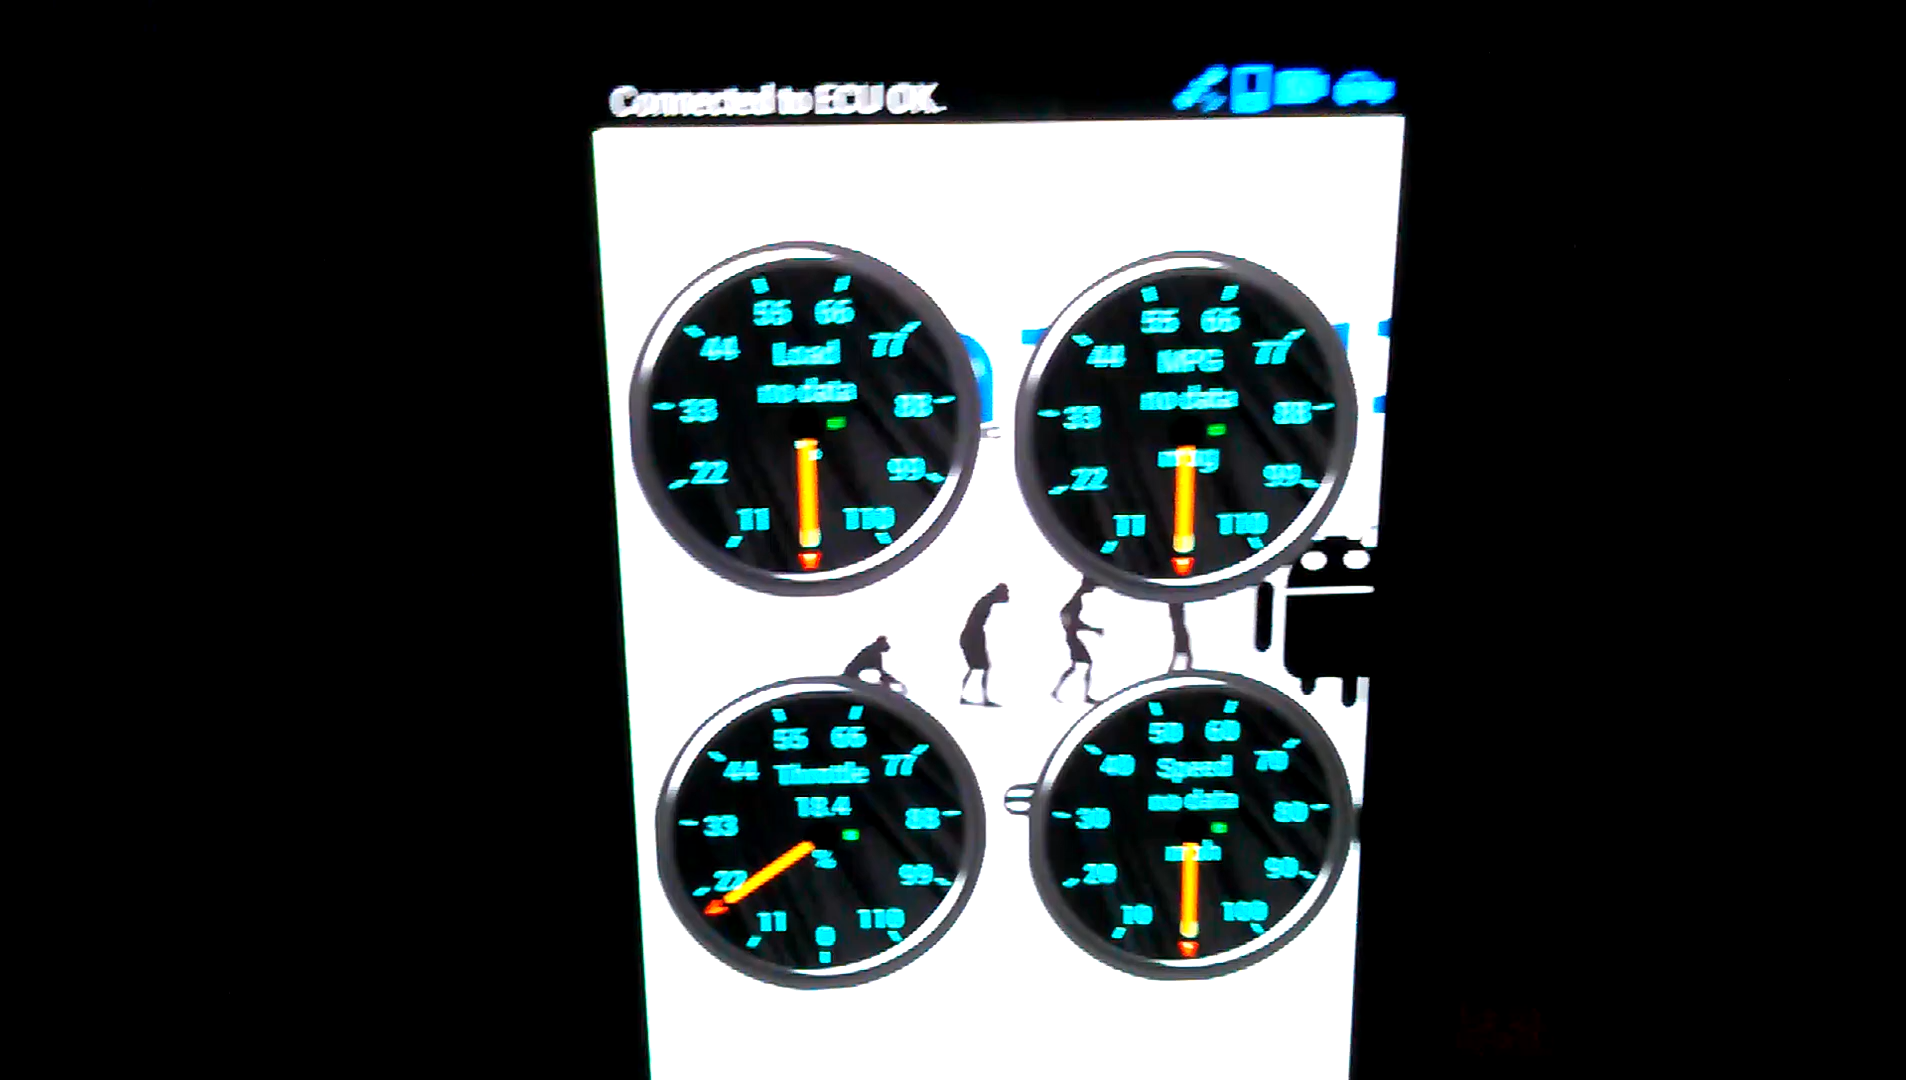 Connected to ECU OK.
55 66
44 77
Load
no data
33 88
22 99
11 110
55 66
44 77
MPG
no data
33 88
mpg
22 99
11 110
55 66
44 77
Throttle
18.4
33 88
%
22 99
11 110
0
50 60
40 70
Speed
no data
30 80
mph
20 90
10 100